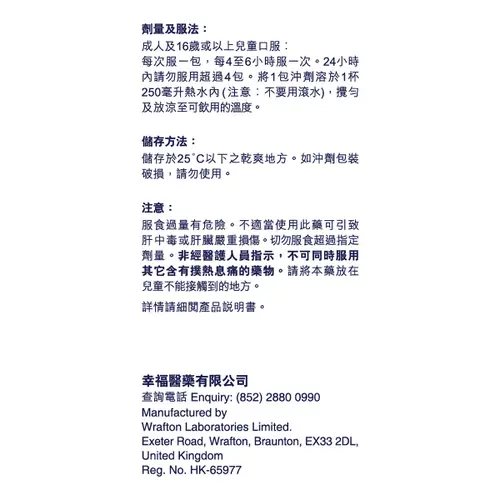 劑量及服法：
成人及16歲或以上兒童口服：
每次服一包，每4至6小時服一次。24小時
內請勿服用超過4包。將1包沖劑溶於1杯
250毫升熱水內(注意：不要用滾水)，攪勻
及放涼至可飲用的溫度。
儲存方法：
儲存於25°C以下之乾爽地方。如沖劑包裝
破損，請勿使用。
注意：
服食過量有危險。不適當使用此藥可引致
肝中毒或肝臟嚴重損傷。切勿服食超過指定
劑量。非經醫護人員指示，不可同時服用
其它含有撲熱息痛的藥物。請將本藥放在
兒童不能接觸到的地方。
詳情請細閱產品說明書。
幸福醫藥有限公司
查詢電話 Enquiry: (852) 2880 0990
Manufactured by
Wrafton Laboratories Limited.
Exeter Road, Wrafton, Braunton, EX33 2DL,
United Kingdom
Reg. No. HK-65977